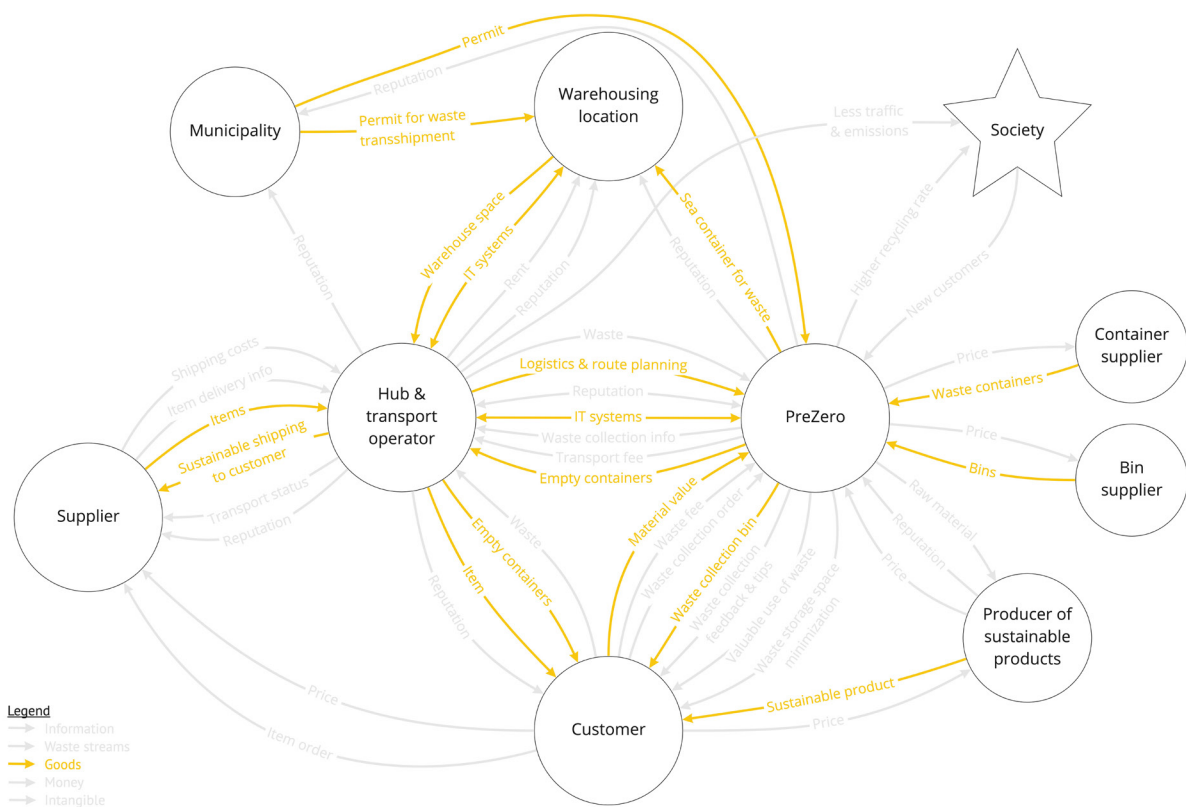 Permit
Reputation
Municipality
Permit for waste
transshipment
Warehousing
location
Less traffic
& emissions
Society
Warehouse space
IT systems
Rent
Reputation
Reputation
Sea container for waste
Reputation
Higher recycling rate
New customers
Shipping costs
Item delivery info
Items
Sustainable shipping
to customer
Transport status
Reputation
Supplier
Hub &
transport
operator
Waste
Logistics & route planning
Reputation
IT systems
Waste collection info
Transport fee
Empty containers
PreZero
Price
Waste containers
Container
supplier
Price
Bins
Bin
supplier
Raw material
Reputation
Price
Producer of
sustainable
products
Reputation
Item
Empty containers
Waste
Material value
Waste fee
Waste collection order
Waste collection bin
Waste collection
feedback & tips
Valuable use of waste
Waste storage space
minimization
Sustainable product
Price
Customer
Price
Item order
Legend
Information
Waste streams
Goods
Money
Intangible